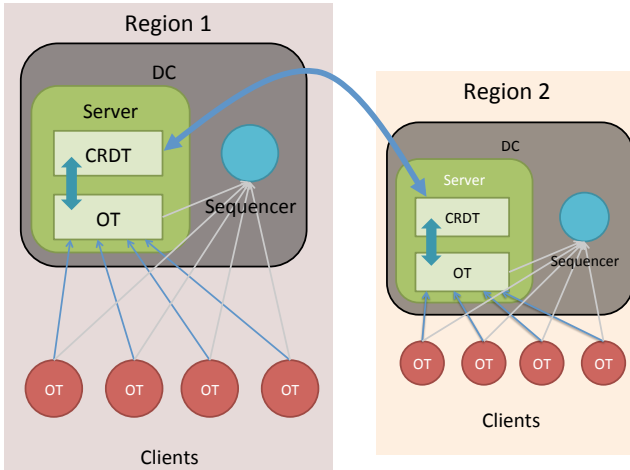 Region 1
DC
Server
CRDT
OT
Sequencer
OT
OT
OT
OT
Clients
Region 2
DC
Server
CRDT
OT
Sequencer
OT
OT
OT
OT
Clients